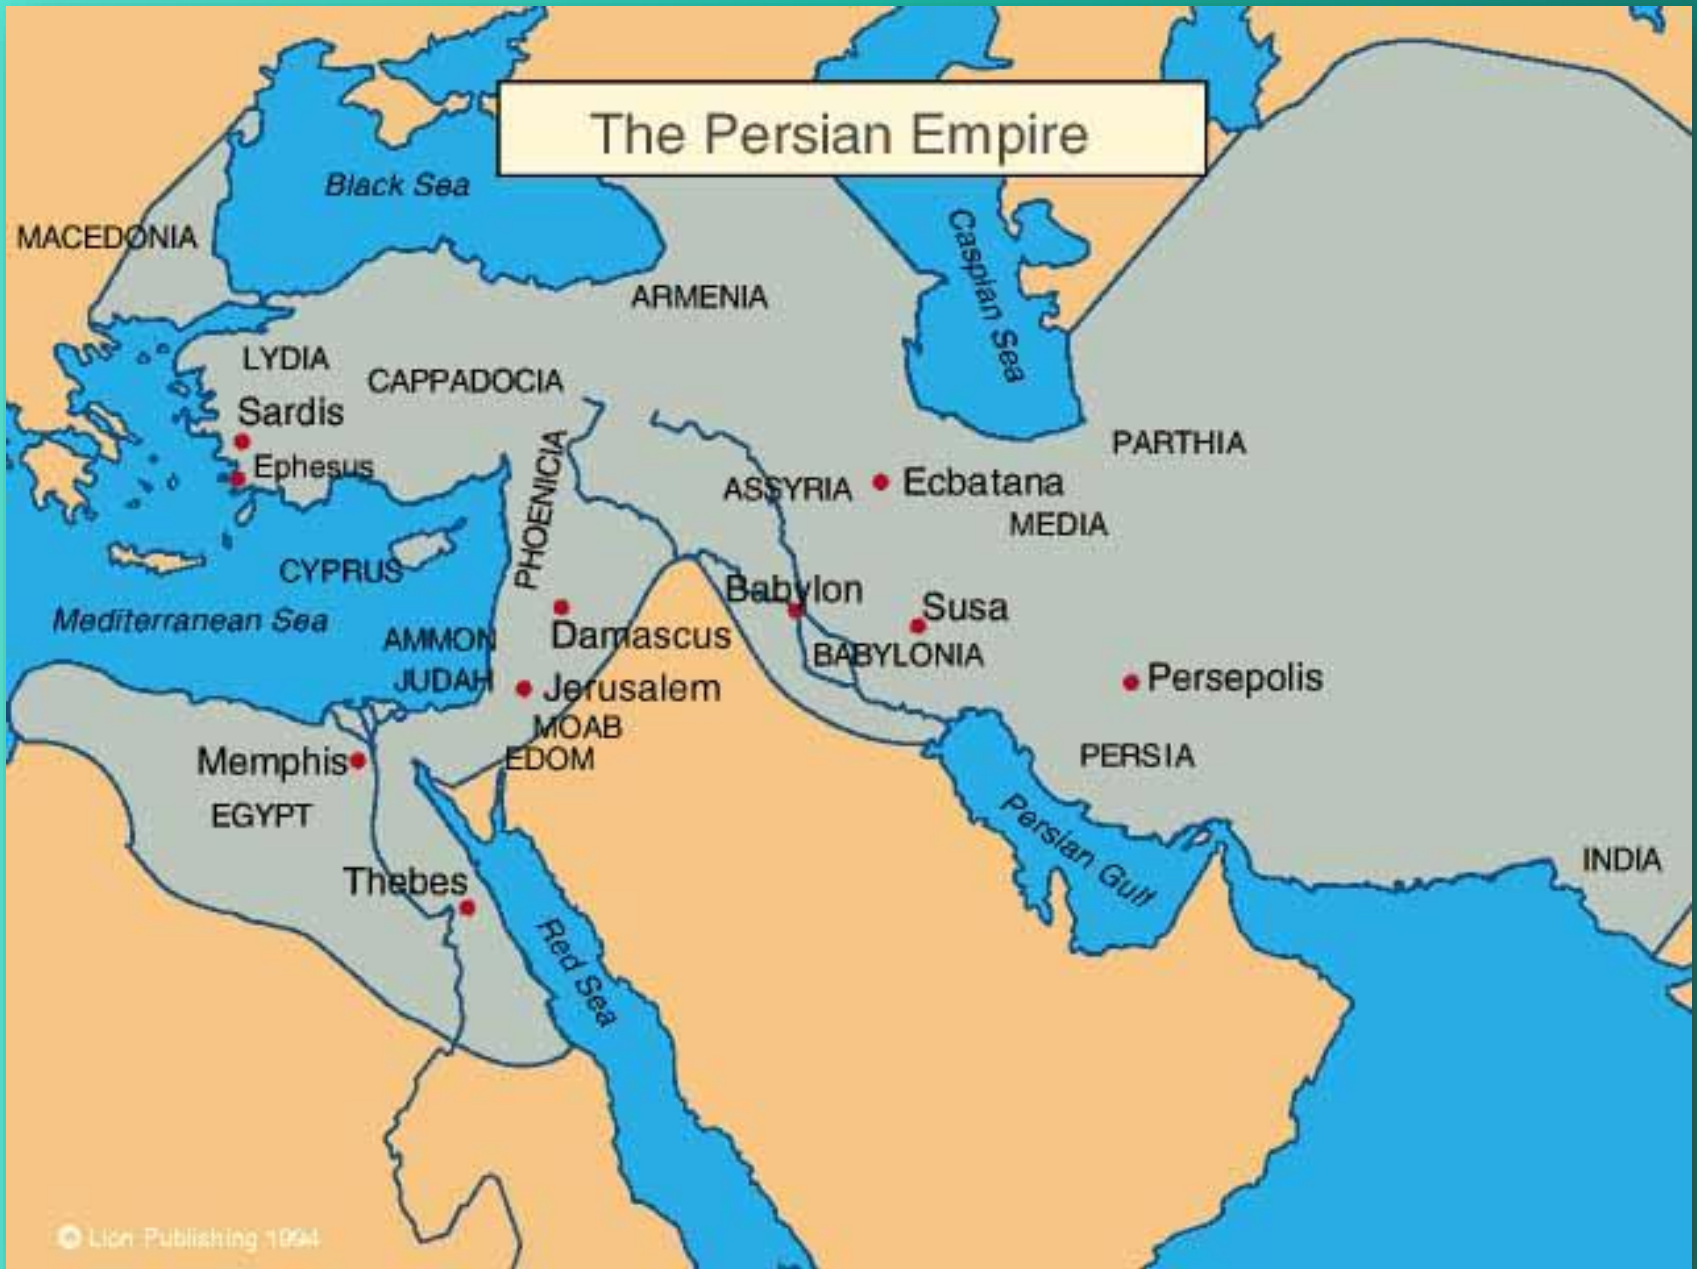 The Persian Empire
Black Sea
MACEDONIA
Caspian Sea
ARMENIA
LYDIA
CAPPADOCIA
Sardis
PARTHIA
Ephesus
PHOENICIA
ASSYRIA
Ecbatana
MEDIA
CYPRUS
Babylon
Susa
Mediterranean Sea
AMMON
Damascus
BABYLONIA
JUDAH
Jerusalem
Persepolis
MOAB
EDOM
PERSIA
Memphis
EGYPT
Persian Gulf
INDIA
Thebes
Red Sea
© Lion Publishing 1994